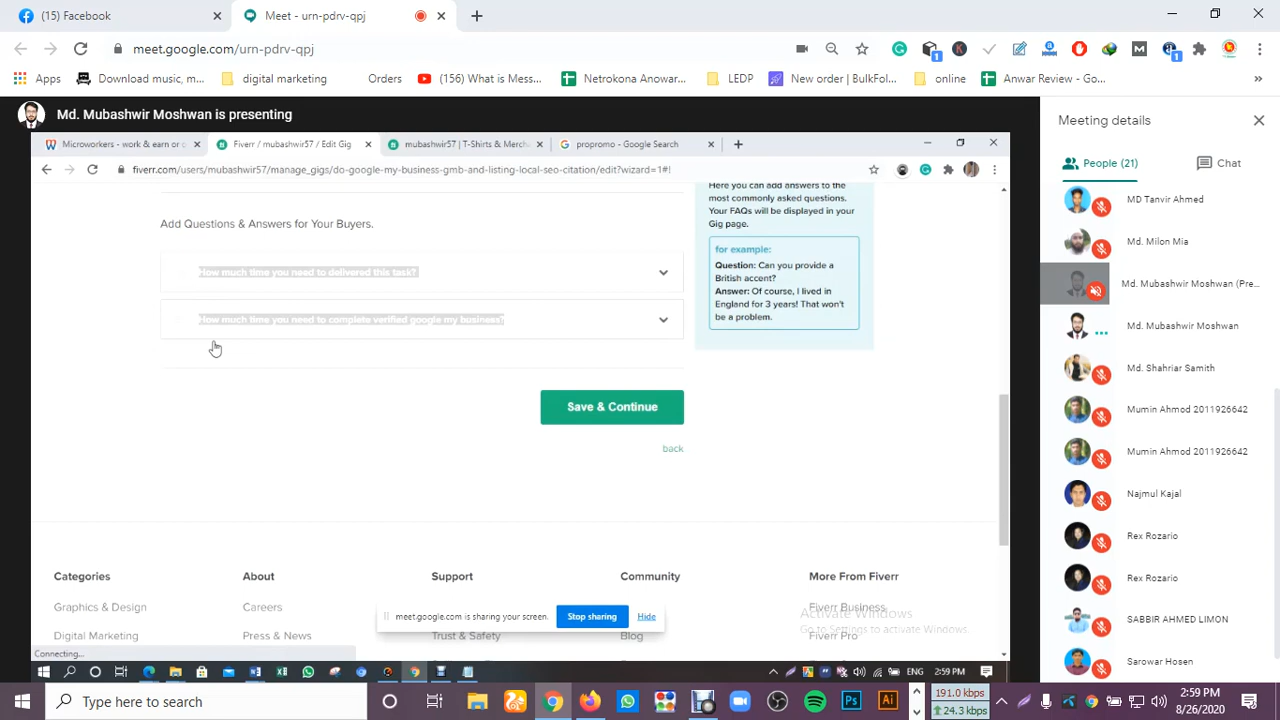 (15) Facebook
Meet - urn-pdrv-qpj
meet.google.com/urn-pdrv-qpj
Apps
Download music, m...
digital marketing
Orders
(156) What is Mess...
Netrokona Anowar...
LEDP
New order | BulkFol...
online
Anwar Review - Go...
»
Md. Mubashwir Moshwan is presenting
Microworkers - work & earn or o
Fiverr / mubashwir57 / Edit Gig
mubashwir57 | T-Shirts & Merch
propromo - Google Search
fiverr.com/users/mubashwir57/manage_gigs/do-google-my-business-gmb-and-listing-local-seo-citation/edit?wizard=1#!
Add Questions & Answers for Your Buyers.
How much time you need to delivered this task?
How much time you need to complete verified google my business?
Here you can add answers to the
most commonly asked questions.
Your FAQs will be displayed in your
Gig page.
for example:
Question: Can you provide a
British accent?
Answer: Of course, I lived in
England for 3 years! That won't
be a problem.
Save & Continue
back
Categories
About
Support
Community
More From Fiverr
Graphics & Design
Careers
Fiverr Business
Digital Marketing
Press & News
Trust & Safety
Blog
Fiverr Pro
meet.google.com is sharing your screen.
Stop sharing
Hide
Activate Windows
Go to Settings to activate Windows.
Connecting...
ENG
2:59 PM
Meeting details
People (21)
Chat
MD Tanvir Ahmed
Md. Milon Mia
Md. Mubashwir Moshwan (Pre...
Md. Mubashwir Moshwan
Md. Shahriar Samith
Mumin Ahmod 2011926642
Mumin Ahmod 2011926642
Najmul Kajal
Rex Rozario
Rex Rozario
SABBIR AHMED LIMON
Sarowar Hosen
Type here to search
Ps
Ai
191.0 kbps
24.3 kbps
2:59 PM
8/26/2020